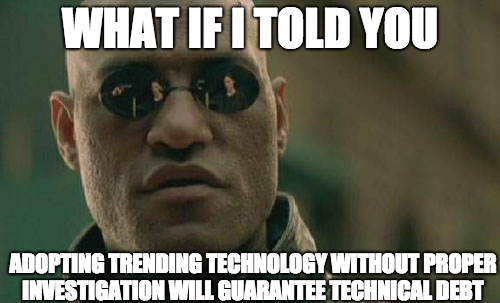 WHAT IF I TOLD YOU
ADOPTING TRENDING TECHNOLOGY WITHOUT PROPER
INVESTIGATION WILL GUARANTEE TECHNICAL DEBT